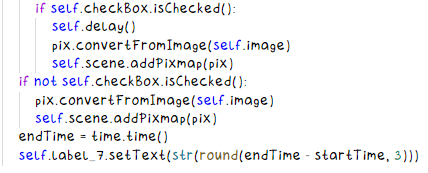 if self.checkBox.isChecked():
self.delay()
pix.convertFromImage(self.image)
self.scene.addPixmap(pix)
if not self.checkBox.isChecked():
pix.convertFromImage(self.image)
self.scene.addPixmap(pix)
endTime = time.time()
self.label_7.setText(str(round(endTime - startTime, 3)))